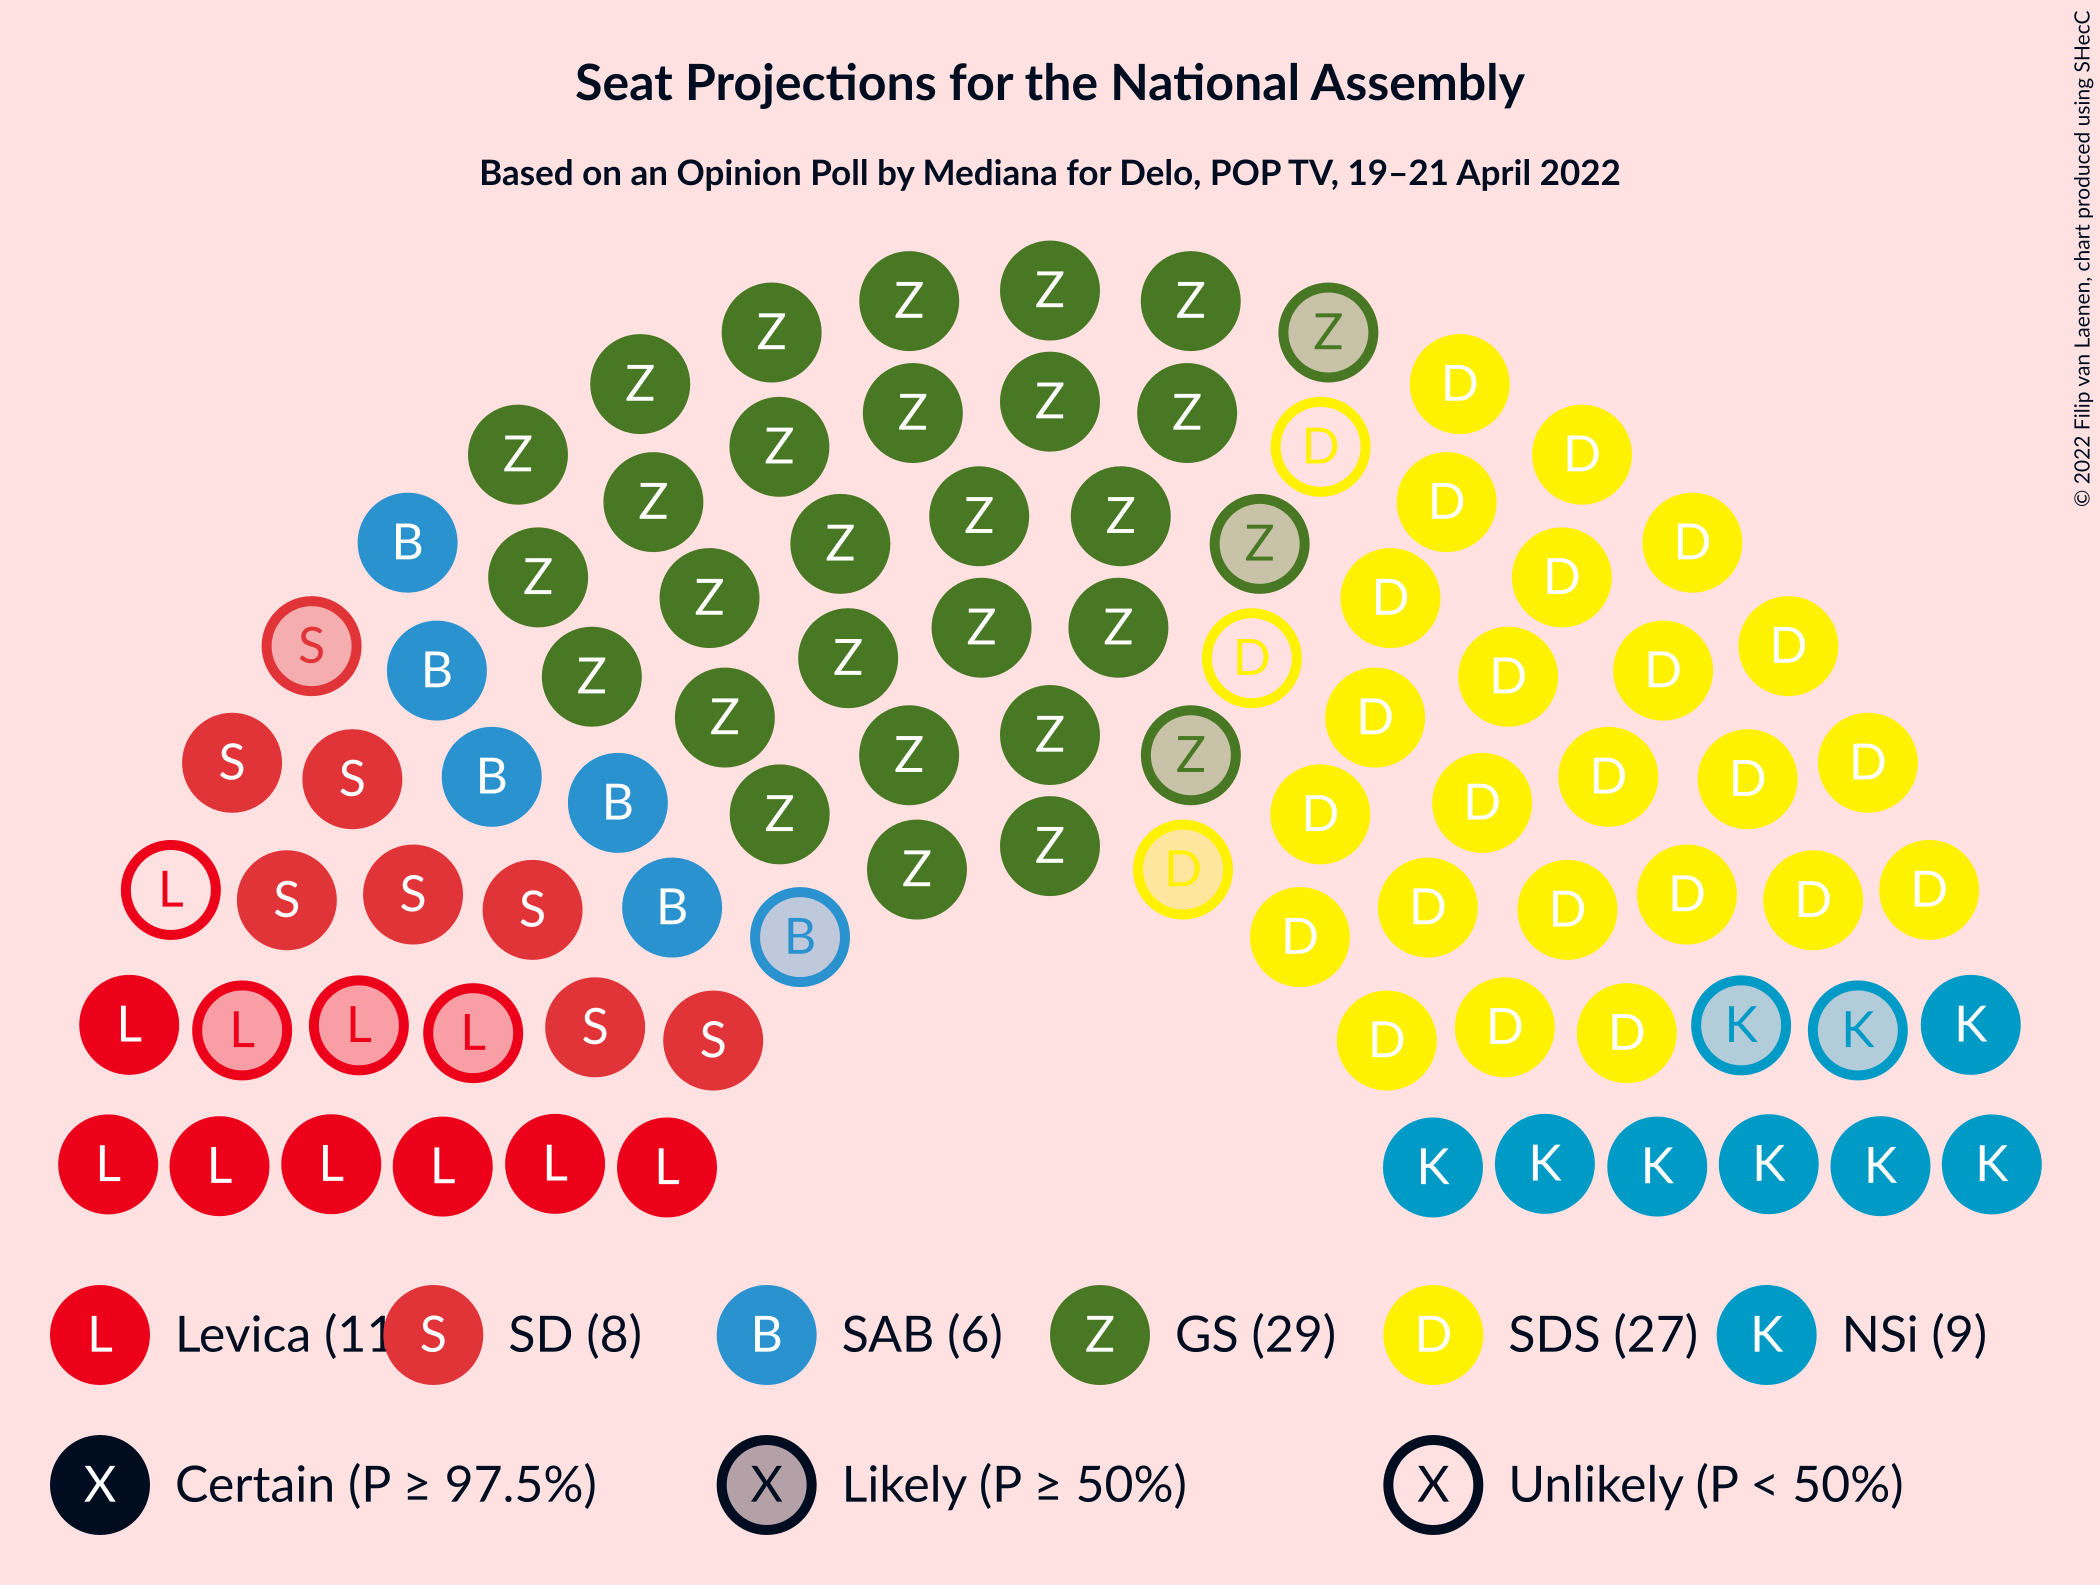 Seat Projections for the National Assembly
Based on an Opinion Poll by Mediana for Delo, POP TV, 19–21 April 2022
© 2022 Filip van Laenen, chart produced using SHecC
Z Z Z
Z Z
Z D
Z Z Z
Z D
Z Z
Z D
Z Z
Z Z
B D
Z Z
Z D
Z D
Z Z
S B Z Z D D D D
Z D
S S B B Z Z Z Z D D D D D
Z D
L S S S B Z Z D D D D D D
B D
L L L L S S D D D K K K
L L L L L L K K K K K K
L Levica (11 S SD (8) B SAB (6) Z GS (29) D SDS (27) K NSi (9)
X Certain (P ≥ 97.5%) X Likely (P ≥ 50%) X Unlikely (P < 50%)